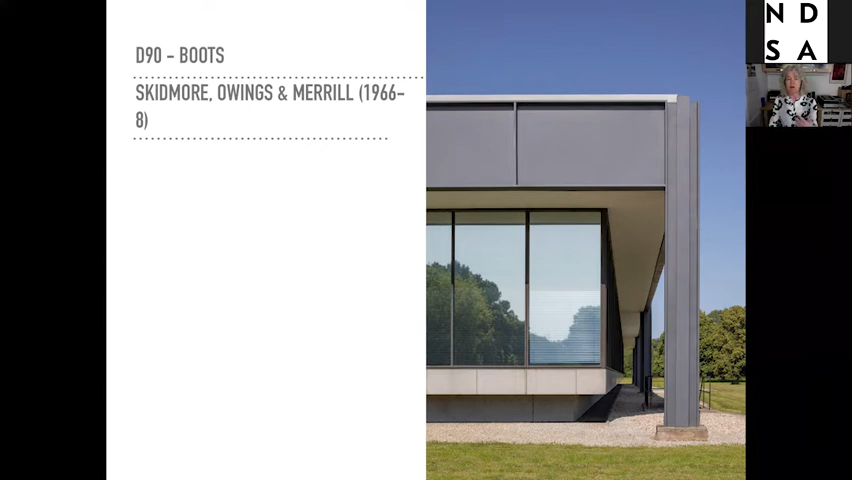 D90 - BOOTS
SKIDMORE, OWINGS & MERRILL (1966-
8)
N D
S A